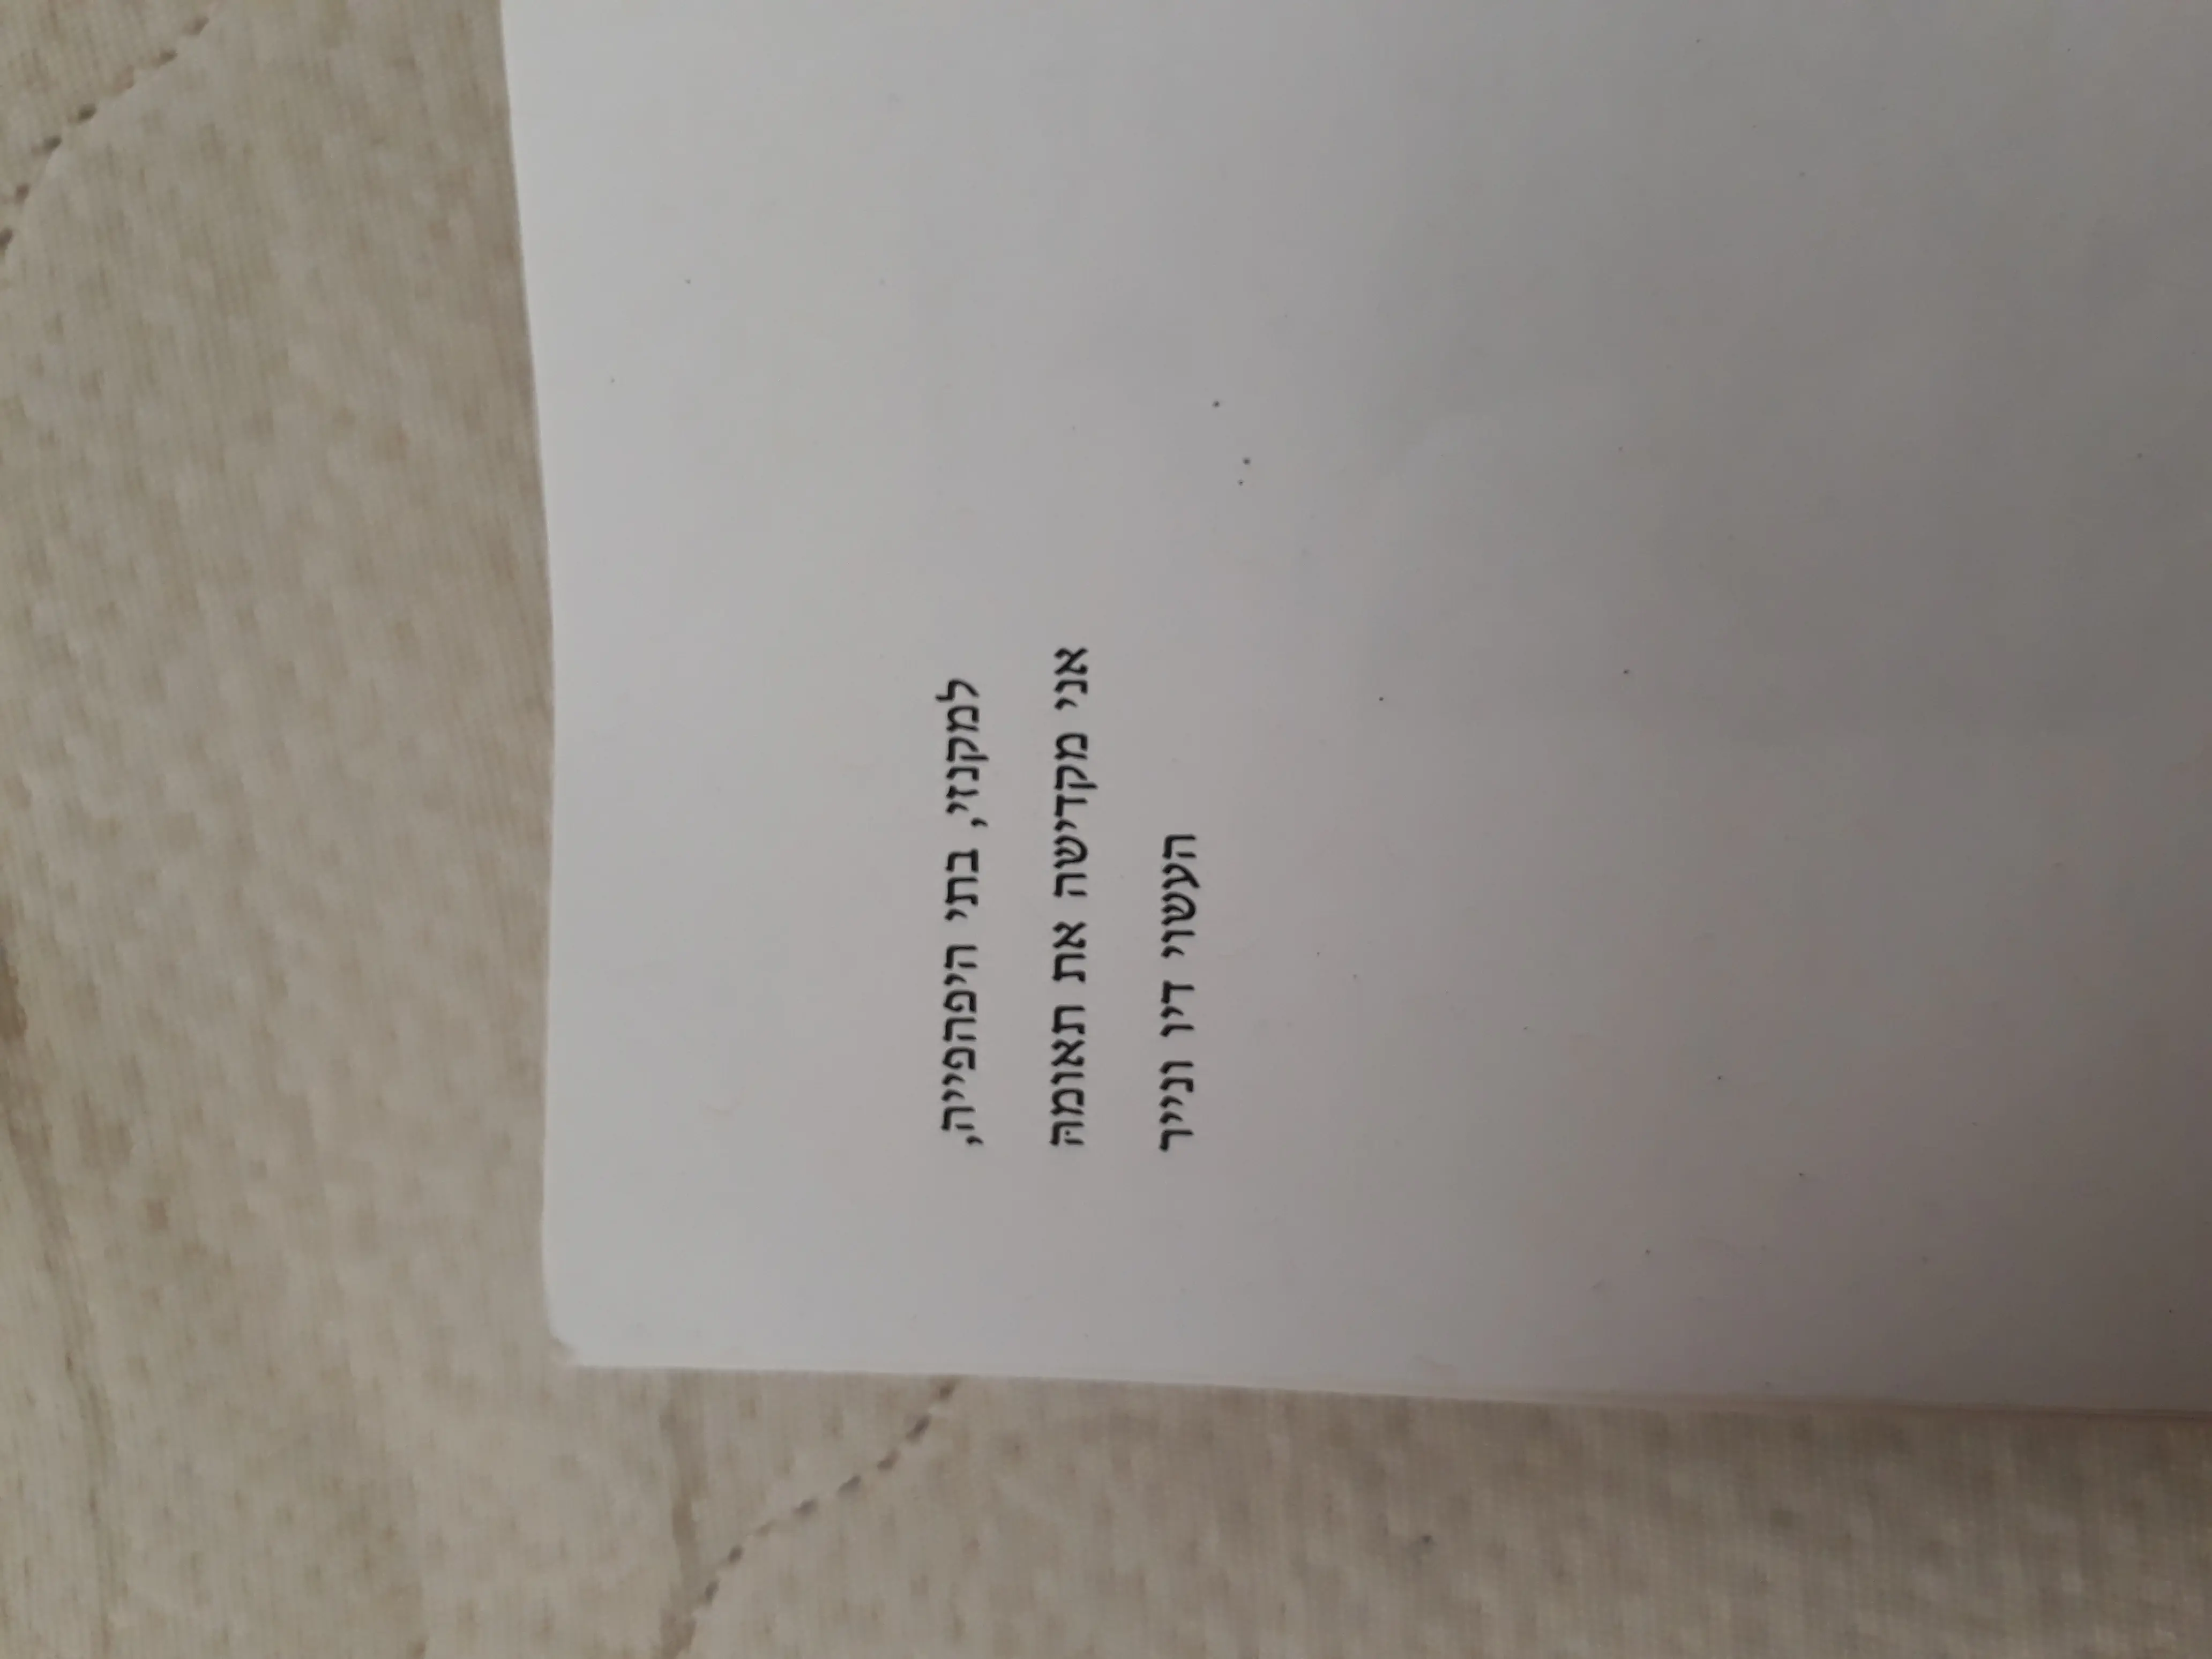 למקנזי, בתי היפהפייה,
אני מקדישה את תאומה
העשוי דיו ונייר